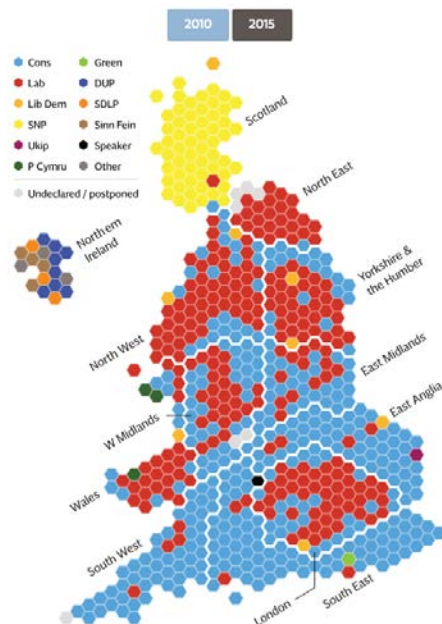 2010 2015
Cons Green
Lab DUP
Lib Dem SDLP
SNP Sinn Fein
Ukip Speaker
P Cymru Other
Undeclared / postponed
Scotland
North East
Northern
Ireland
Yorkshire &
the Humber
North West
East Midlands
East Anglia
W Midlands
Wales
South West
London
South East